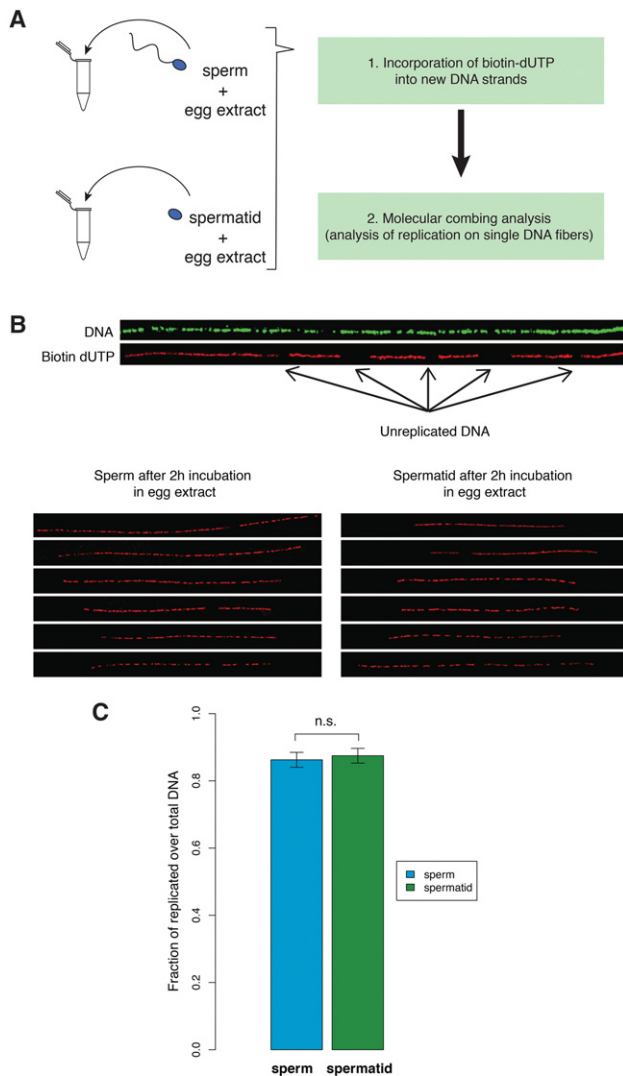 A
sperm
+
egg extract
spermatid
+
egg extract
1. Incorporation of biotin-dUTP
into new DNA strands
2. Molecular combing analysis
(analysis of replication on single DNA fibers)
B
DNA
Biotin dUTP
Unreplicated DNA
Sperm after 2h incubation
in egg extract
Spermatid after 2h incubation
in egg extract
C
Fraction of replicated over total DNA
1.0
0.8
0.6
0.4
0.2
0.0
n.s.
sperm
spermatid
sperm
spermatid